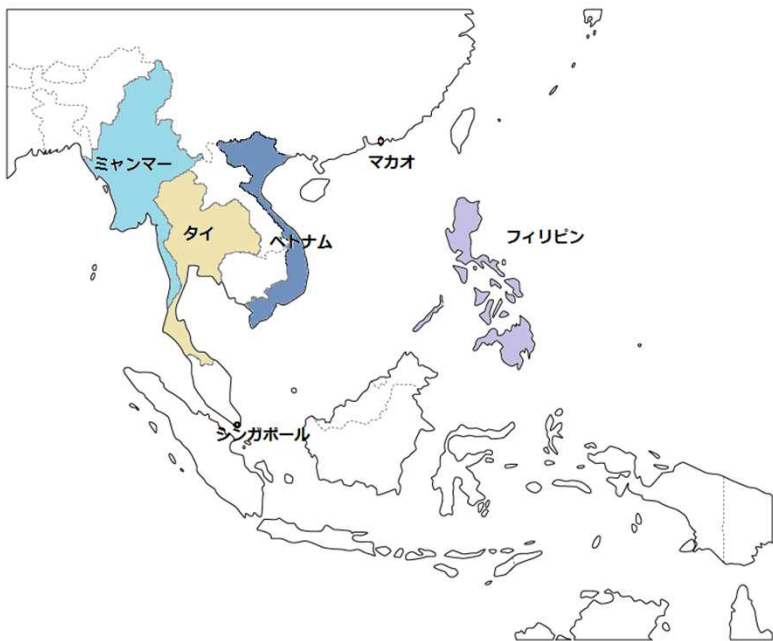 ミャンマー
マカオ
タイ
ベトナム
フィリピン
シンガポール